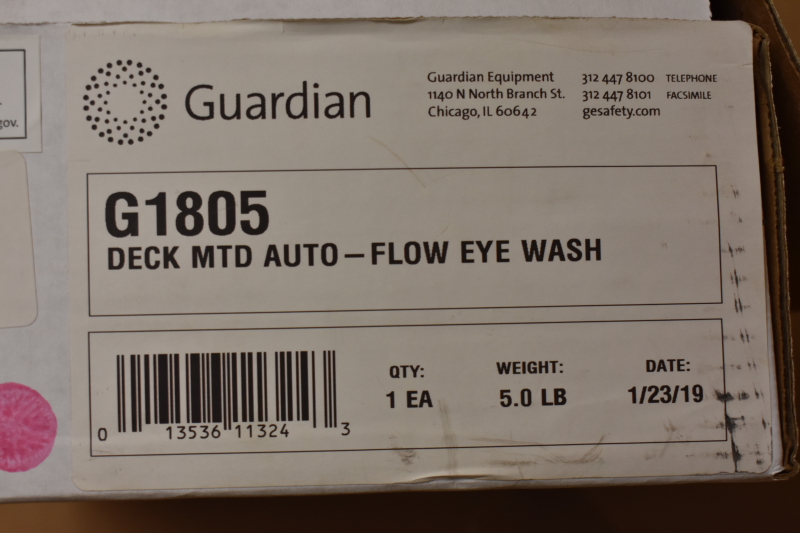 gov.
Guardian
Guardian Equipment
1140 N North Branch St.
Chicago, IL 60642
312 447 8100 TELEPHONE
312 447 8101 FACSIMILE
gesafety.com
G1805
DECK MTD AUTO–FLOW EYE WASH
0 13536 11324 3
QTY:
1 EA
WEIGHT:
5.0 LB
DATE:
1/23/19